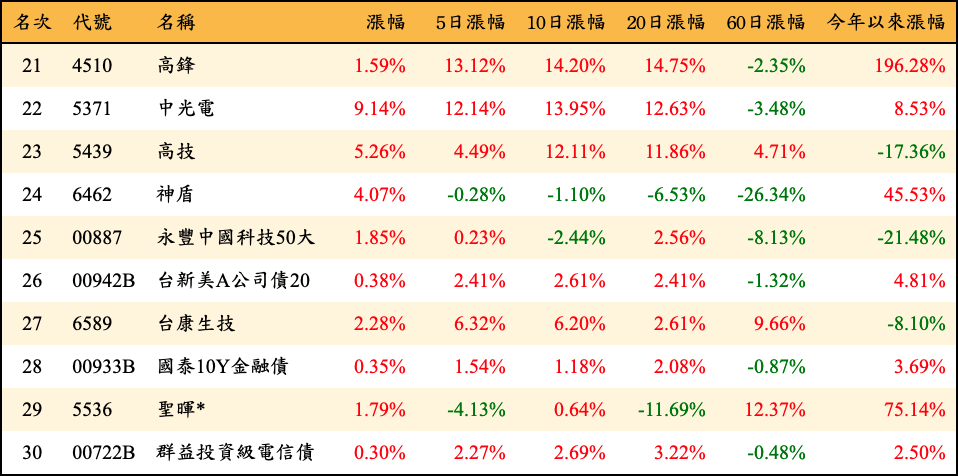 名次 代號 名稱 漲幅 5日漲幅 10日漲幅 20日漲幅 60日漲幅 今年以來漲幅
21 4510 高鋒 1.59% 13.12% 14.20% 14.75% -2.35% 196.28%
22 5371 中光電 9.14% 12.14% 13.95% 12.63% -3.48% 8.53%
23 5439 高技 5.26% 4.49% 12.11% 11.86% 4.71% -17.36%
24 6462 神盾 4.07% -0.28% -1.10% -6.53% -26.34% 45.53%
25 00887 永豐中國科技50大 1.85% 0.23% -2.44% 2.56% -8.13% -21.48%
26 00942B 台新美A公司債20 0.38% 2.41% 2.61% 2.41% -1.32% 4.81%
27 6589 台康生技 2.28% 6.32% 6.20% 2.61% 9.66% -8.10%
28 00933B 國泰10Y金融債 0.35% 1.54% 1.18% 2.08% -0.87% 3.69%
29 5536 聖暉* 1.79% -4.13% 0.64% -11.69% 12.37% 75.14%
30 00722B 群益投資級電信債 0.30% 2.27% 2.69% 3.22% -0.48% 2.50%